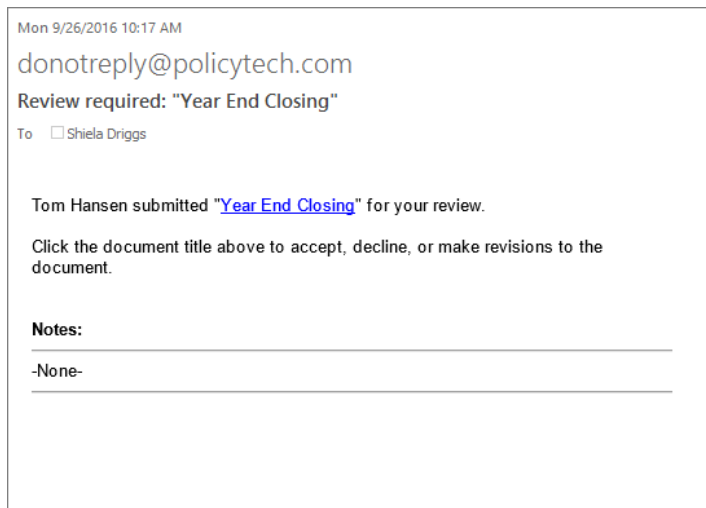 Mon 9/26/2016 10:17 AM
donotreply@policytech.com
Review required: "Year End Closing"
To Shiela Driggs
Tom Hansen submitted "Year End Closing" for your review.
Click the document title above to accept, decline, or make revisions to the
document.
Notes:
-None-